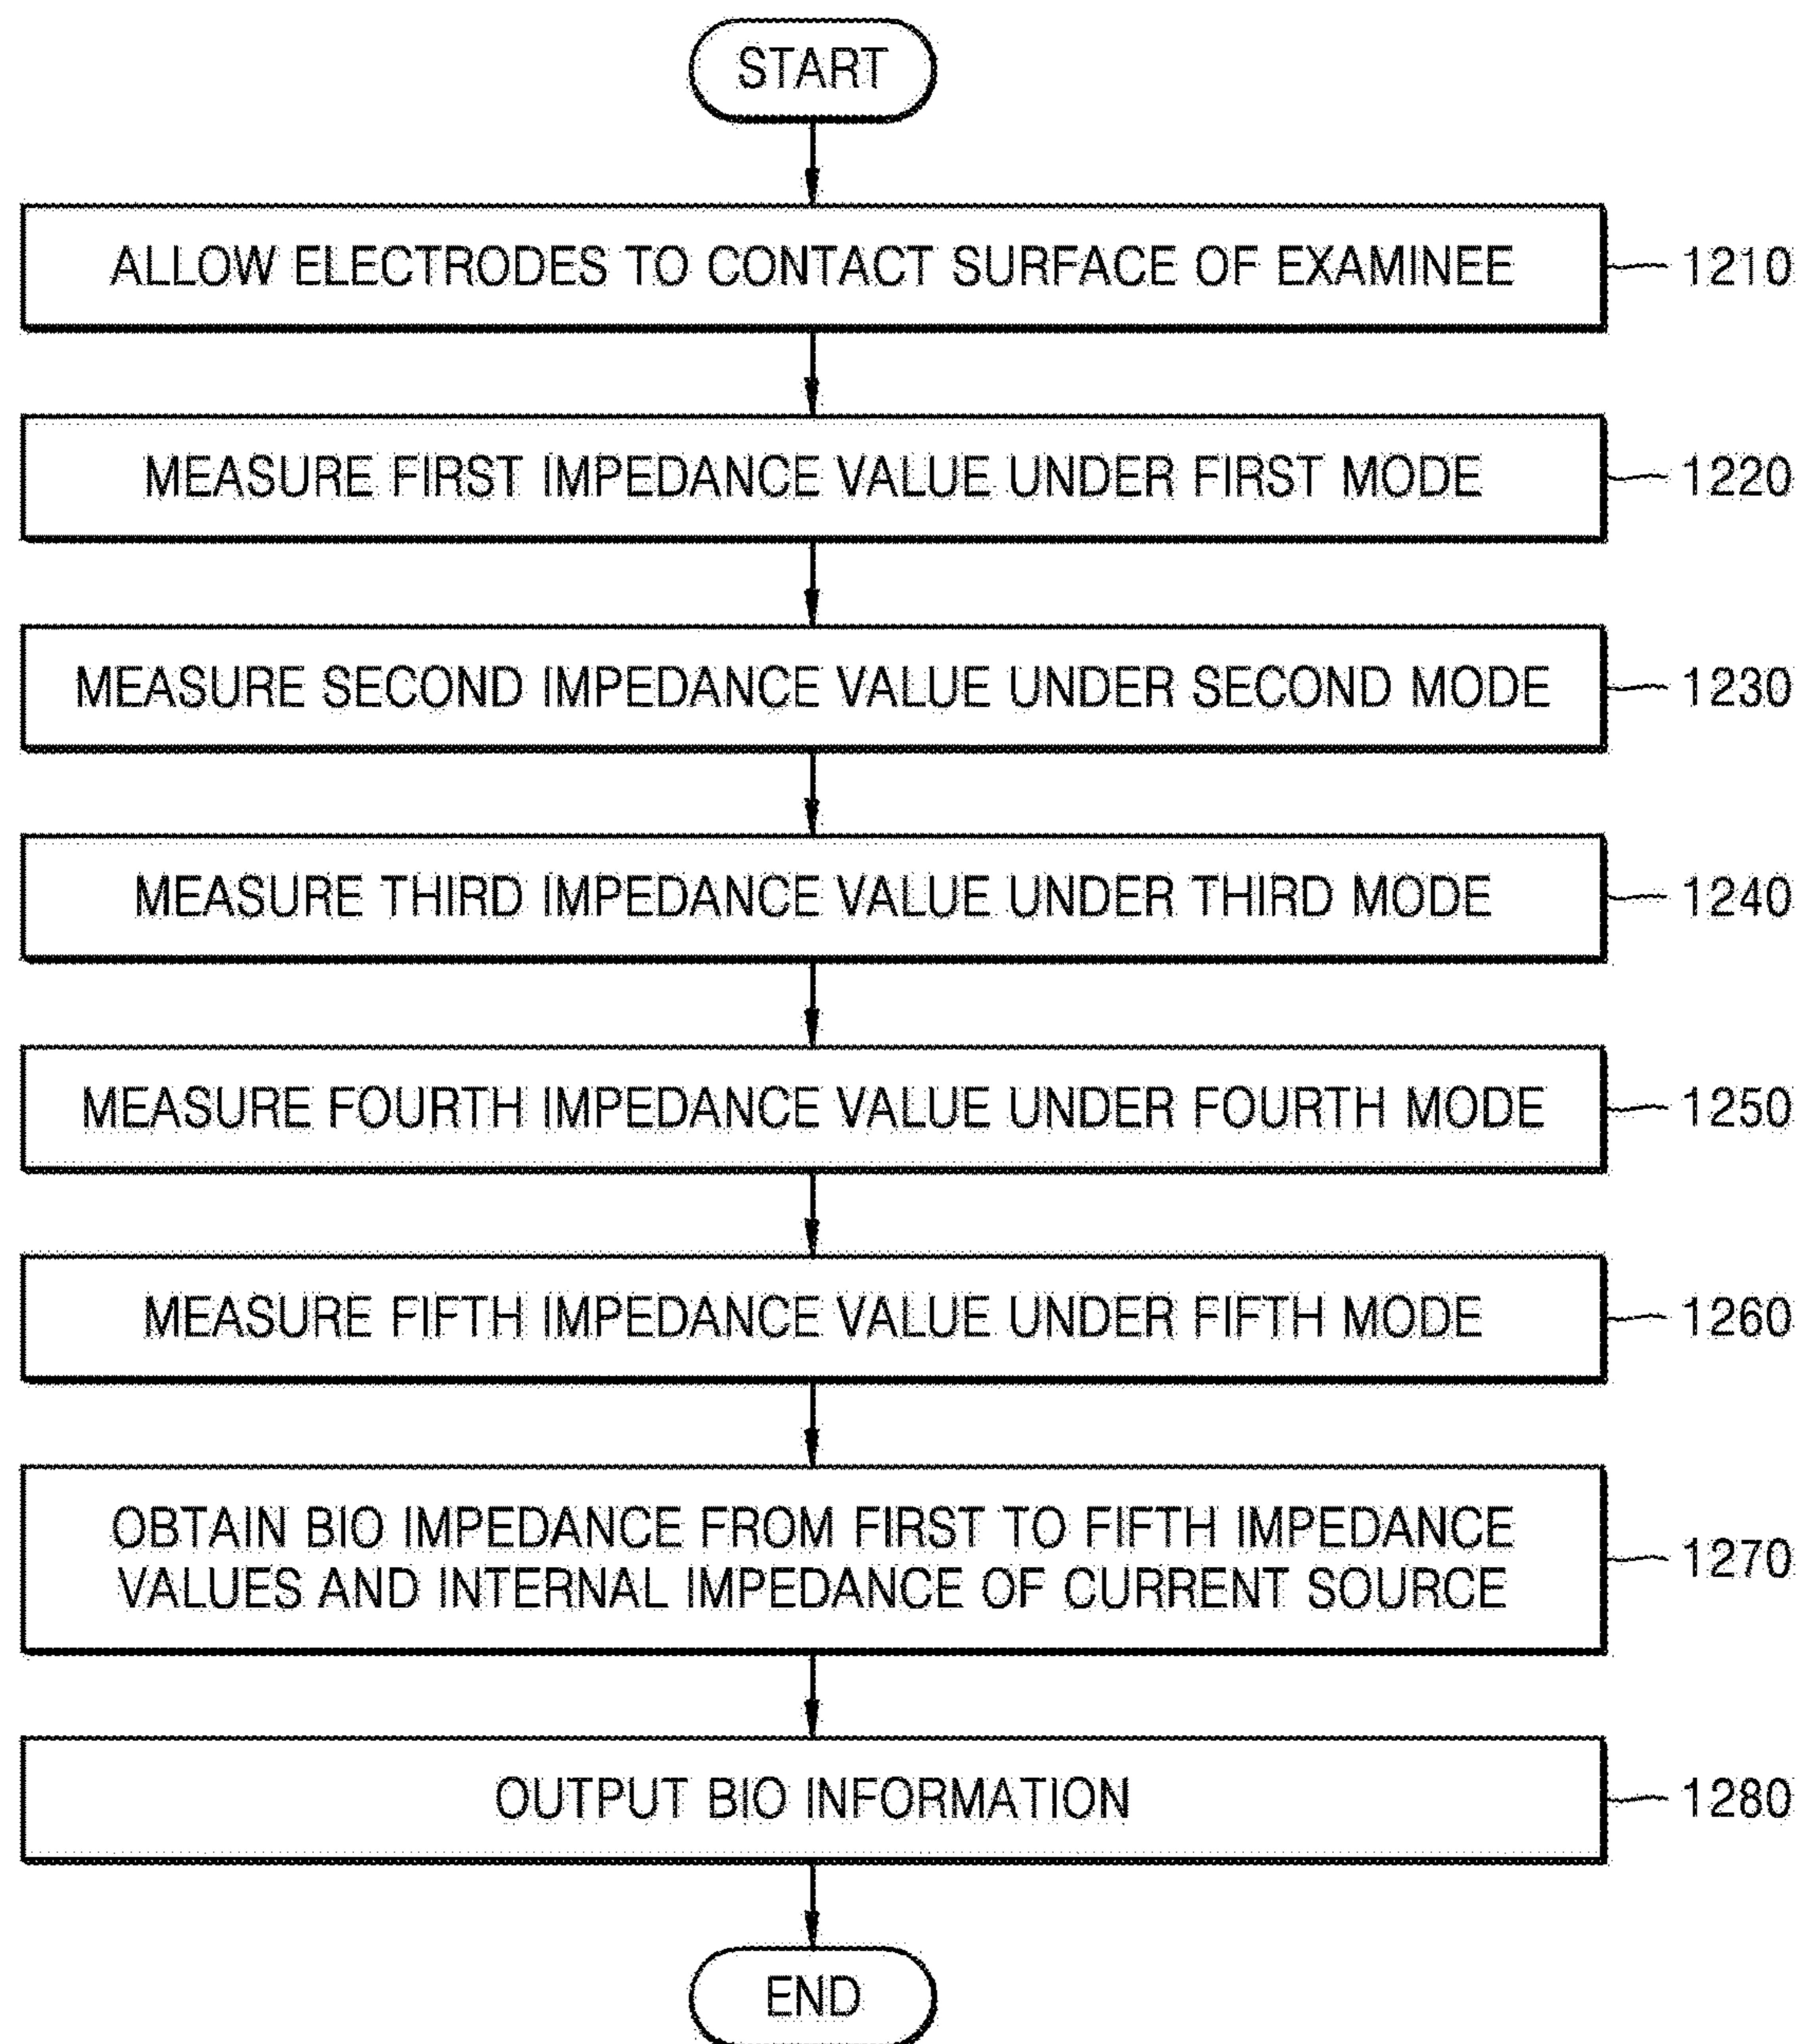 START
ALLOW ELECTRODES TO CONTACT SURFACE OF EXAMINEE
1210
MEASURE FIRST IMPEDANCE VALUE UNDER FIRST MODE
1220
MEASURE SECOND IMPEDANCE VALUE UNDER SECOND MODE
1230
MEASURE THIRD IMPEDANCE VALUE UNDER THIRD MODE
1240
MEASURE FOURTH IMPEDANCE VALUE UNDER FOURTH MODE
1250
MEASURE FIFTH IMPEDANCE VALUE UNDER FIFTH MODE
1260
OBTAIN BIO IMPEDANCE FROM FIRST TO FIFTH IMPEDANCE
VALUES AND INTERNAL IMPEDANCE OF CURRENT SOURCE
1270
OUTPUT BIO INFORMATION
1280
END